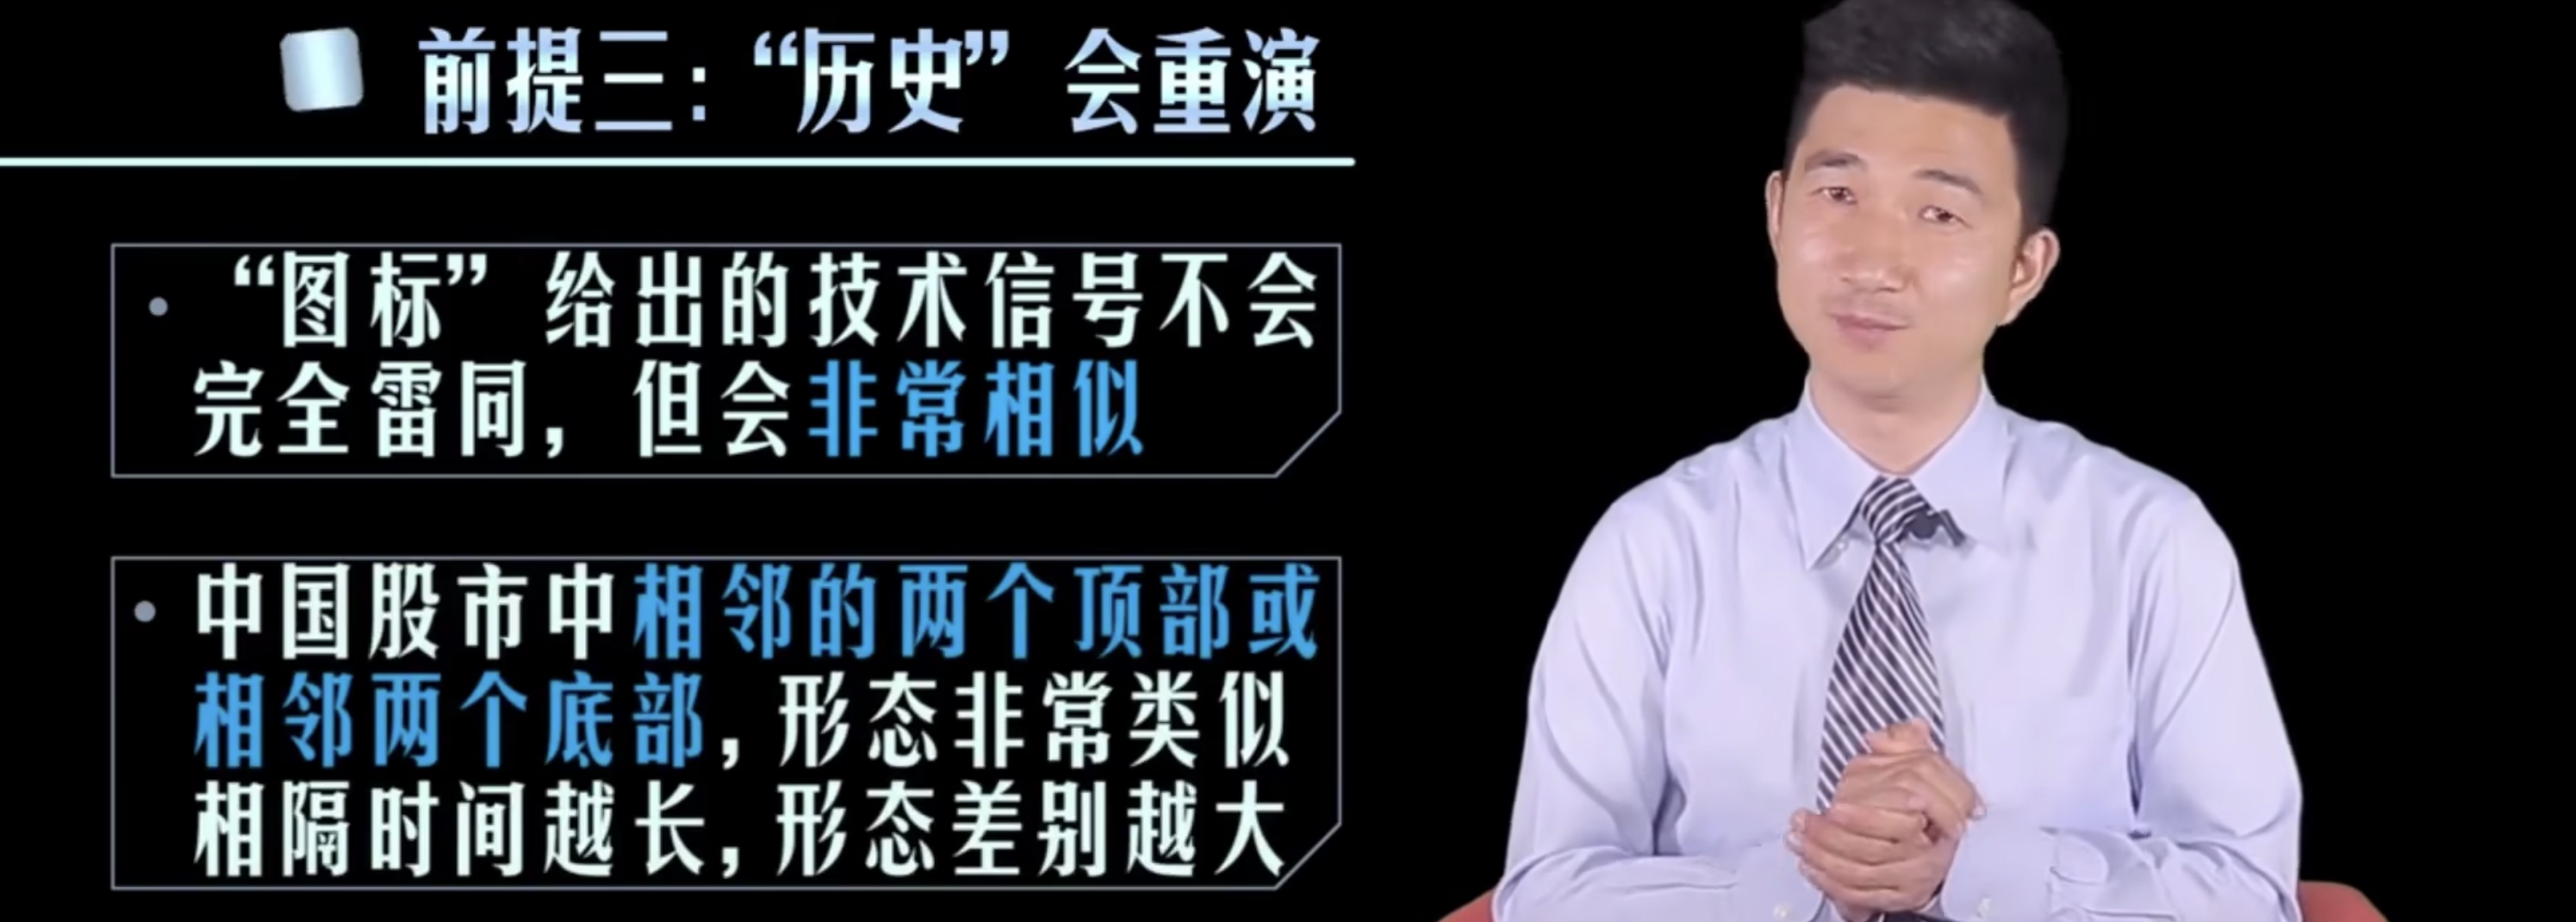 前提三：“历史”会重演
“图标”给出的技术信号不会
完全雷同，但会非常相似
中国股市中相邻的两个顶部或
相邻两个底部，形态非常类似
相隔时间越长，形态差别越大